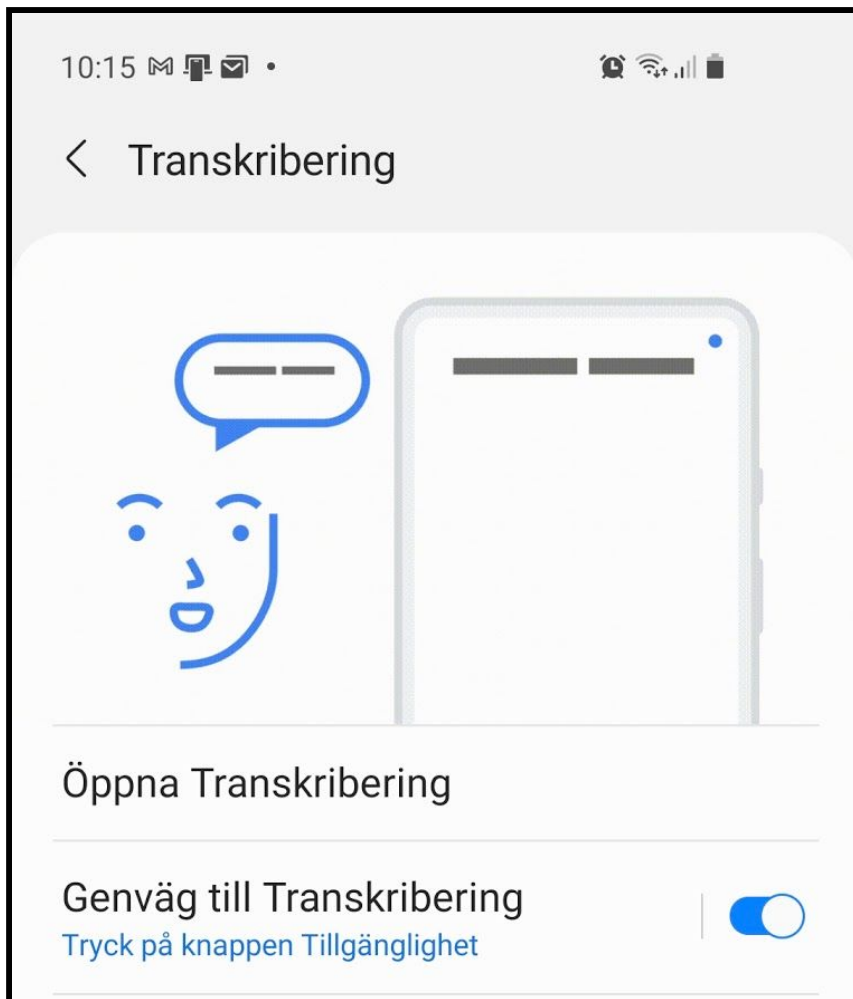 10:15
Transkribering
Öppna Transkribering
Genväg till Transkribering
Tryck på knappen Tillgänglighet